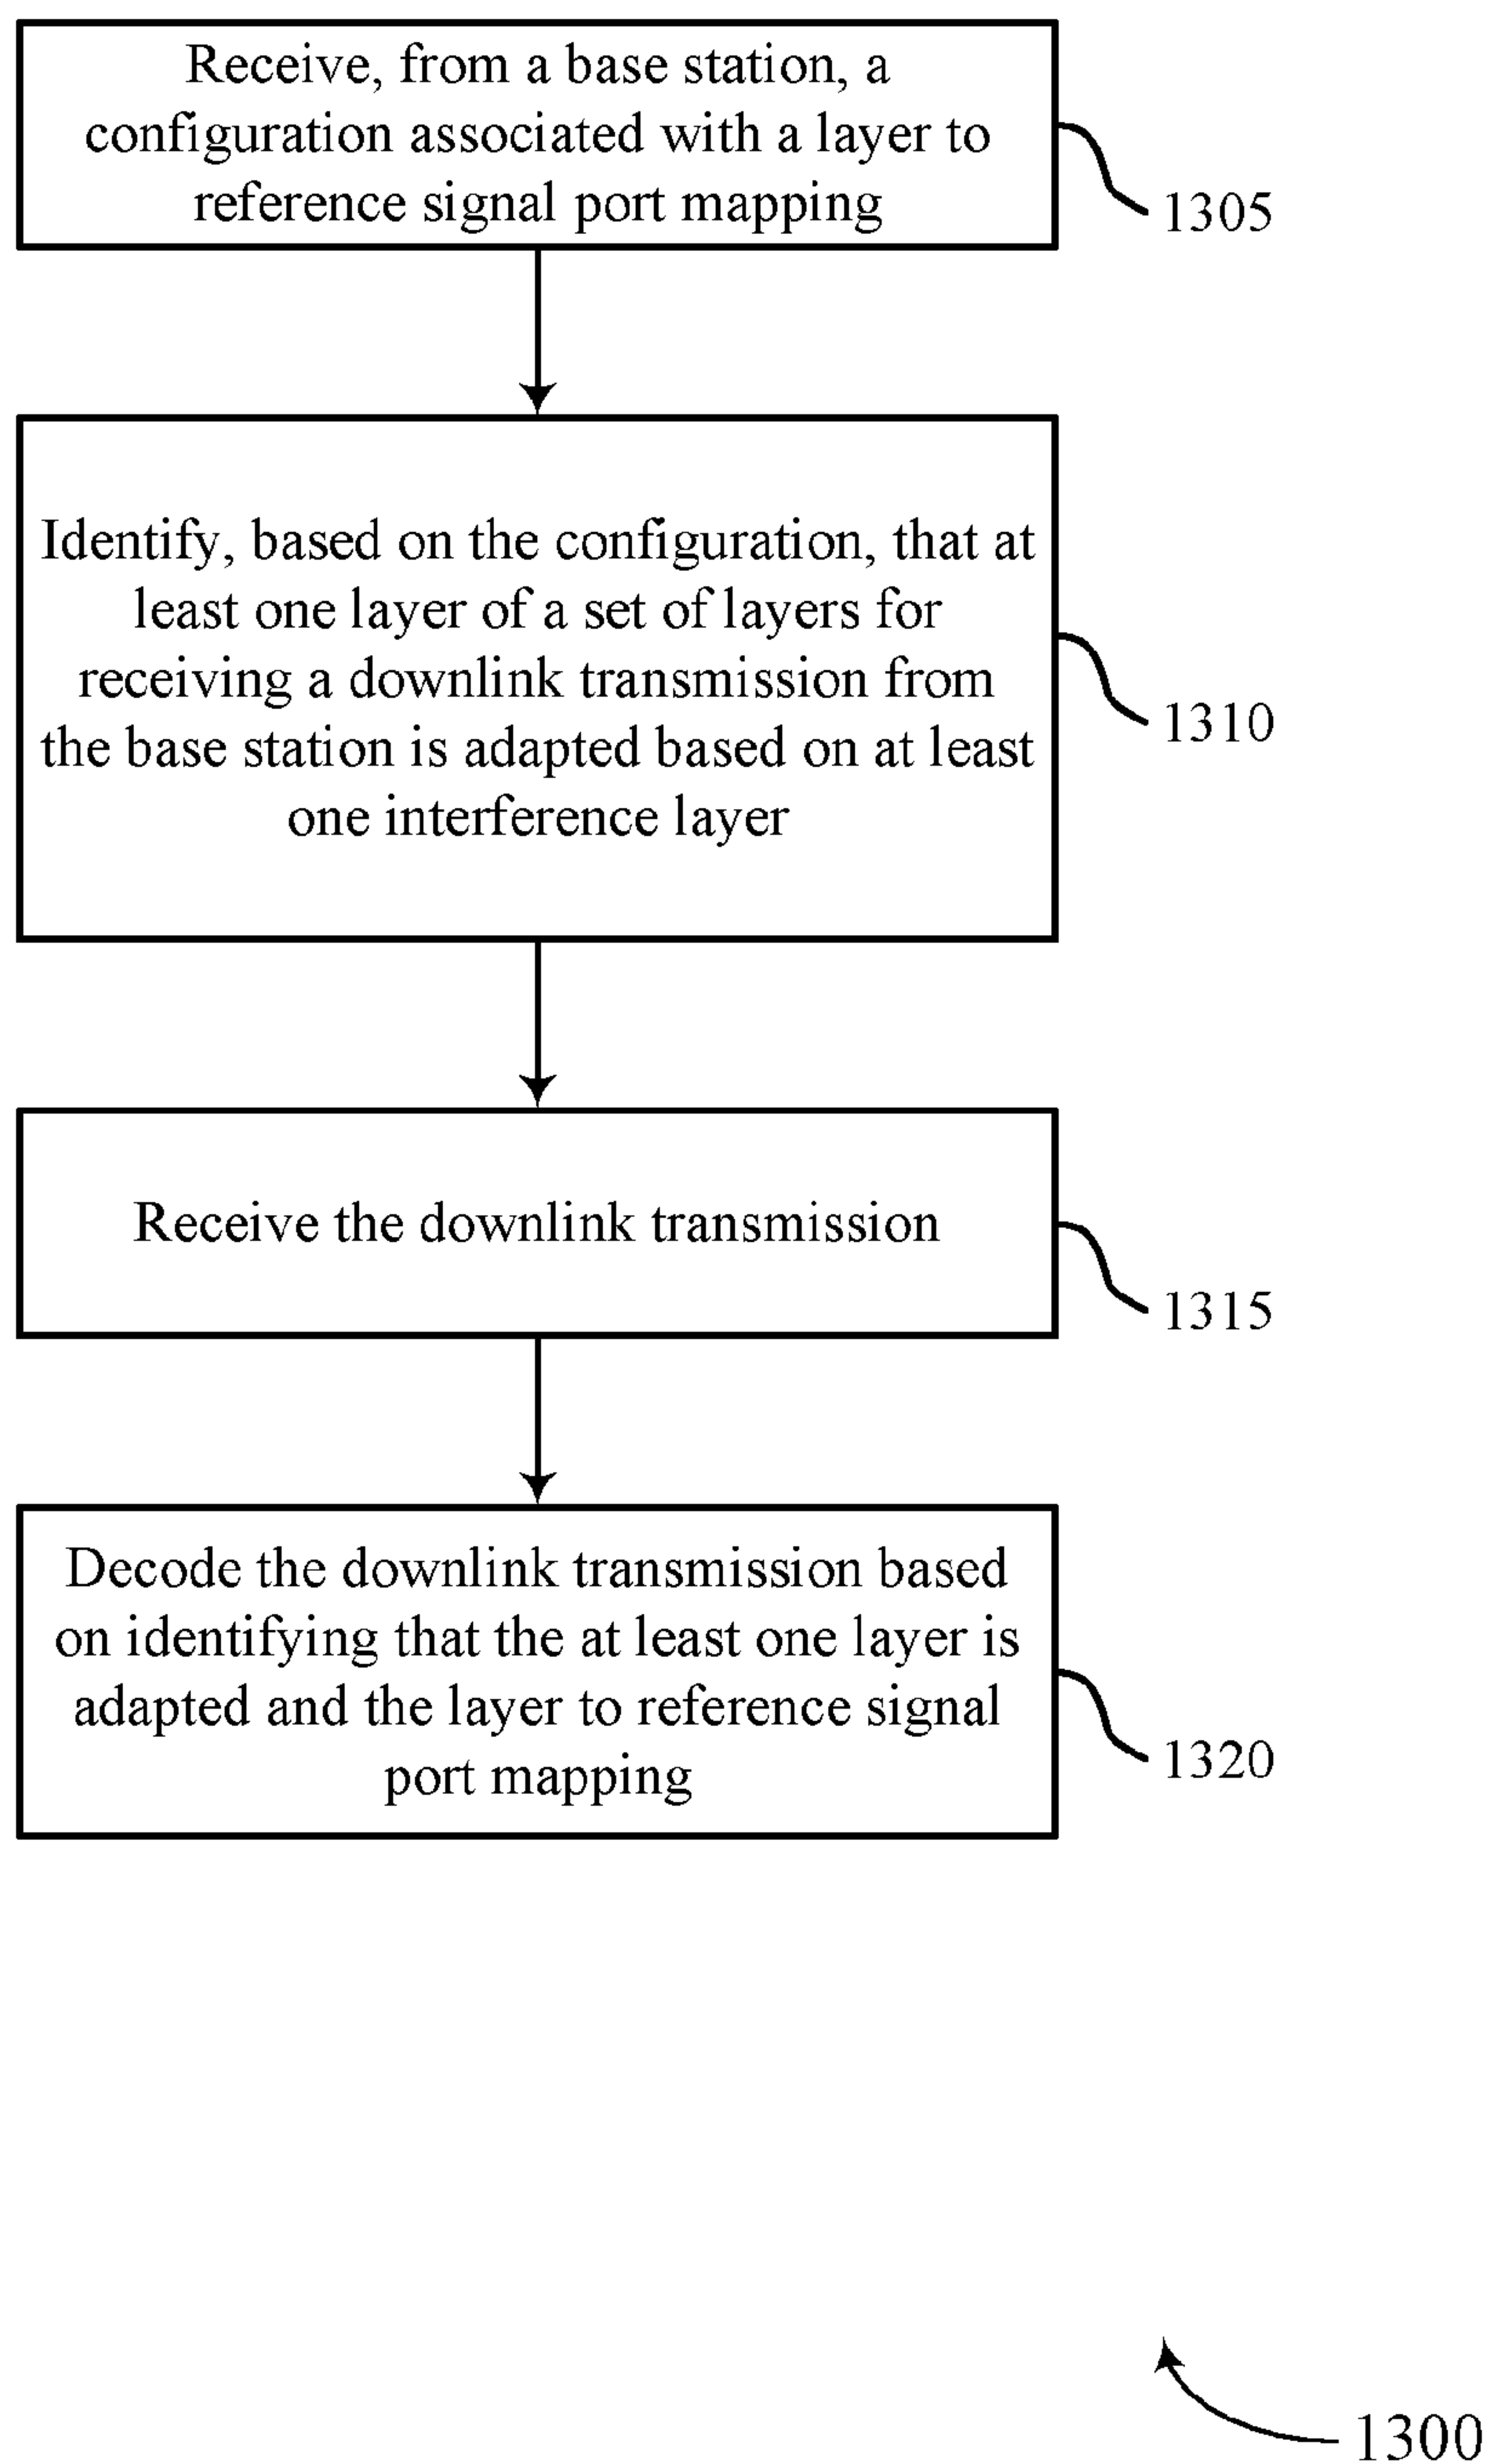 Receive, from a base station, a
configuration associated with a layer to
reference signal port mapping
1305
Identify, based on the configuration, that at
least one layer of a set of layers for
receiving a downlink transmission from
the base station is adapted based on at least
one interference layer
1310
Receive the downlink transmission
1315
Decode the downlink transmission based
on identifying that the at least one layer is
adapted and the layer to reference signal
port mapping
1320
1300